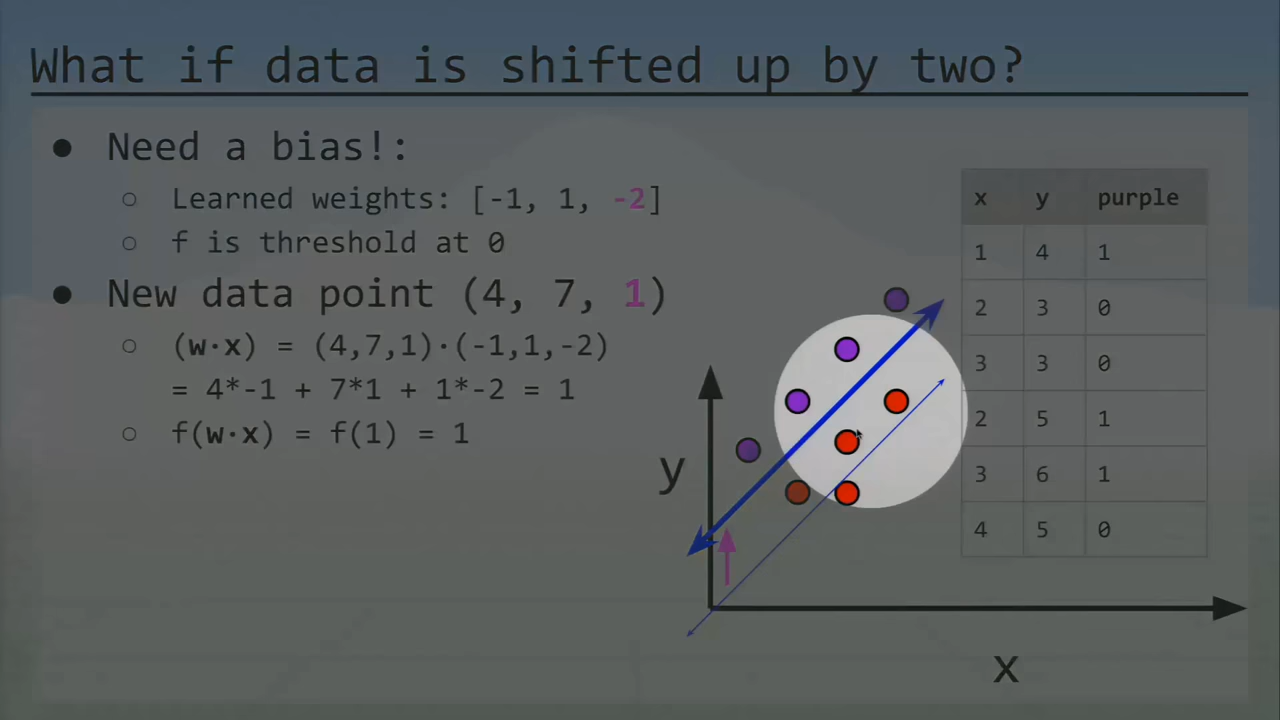 What if data is shifted up by two?
● Need a bias!:
○ Learned weights: [-1, 1, -2]
○ f is threshold at 0
● New data point (4, 7, 1)
○ (w·x) = (4,7,1)·(-1,1,-2)
= 4*-1 + 7*1 + 1*-2 = 1
○ f(w·x) = f(1) = 1
y
x
x y purple
1 4 1
2 3 0
3 3 0
2 5 1
3 6 1
4 5 0